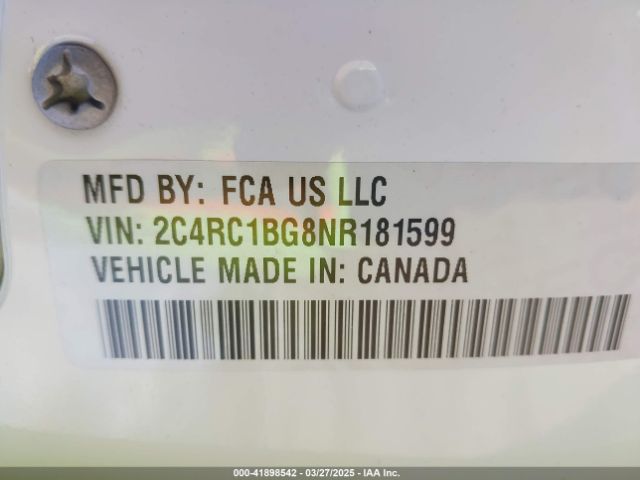 MFD BY: FCA US LLC
VIN: 2C4RC1BG8NR181599
VEHICLE MADE IN: CANADA
000-41898542 — 03/27/2025 — IAA Inc.